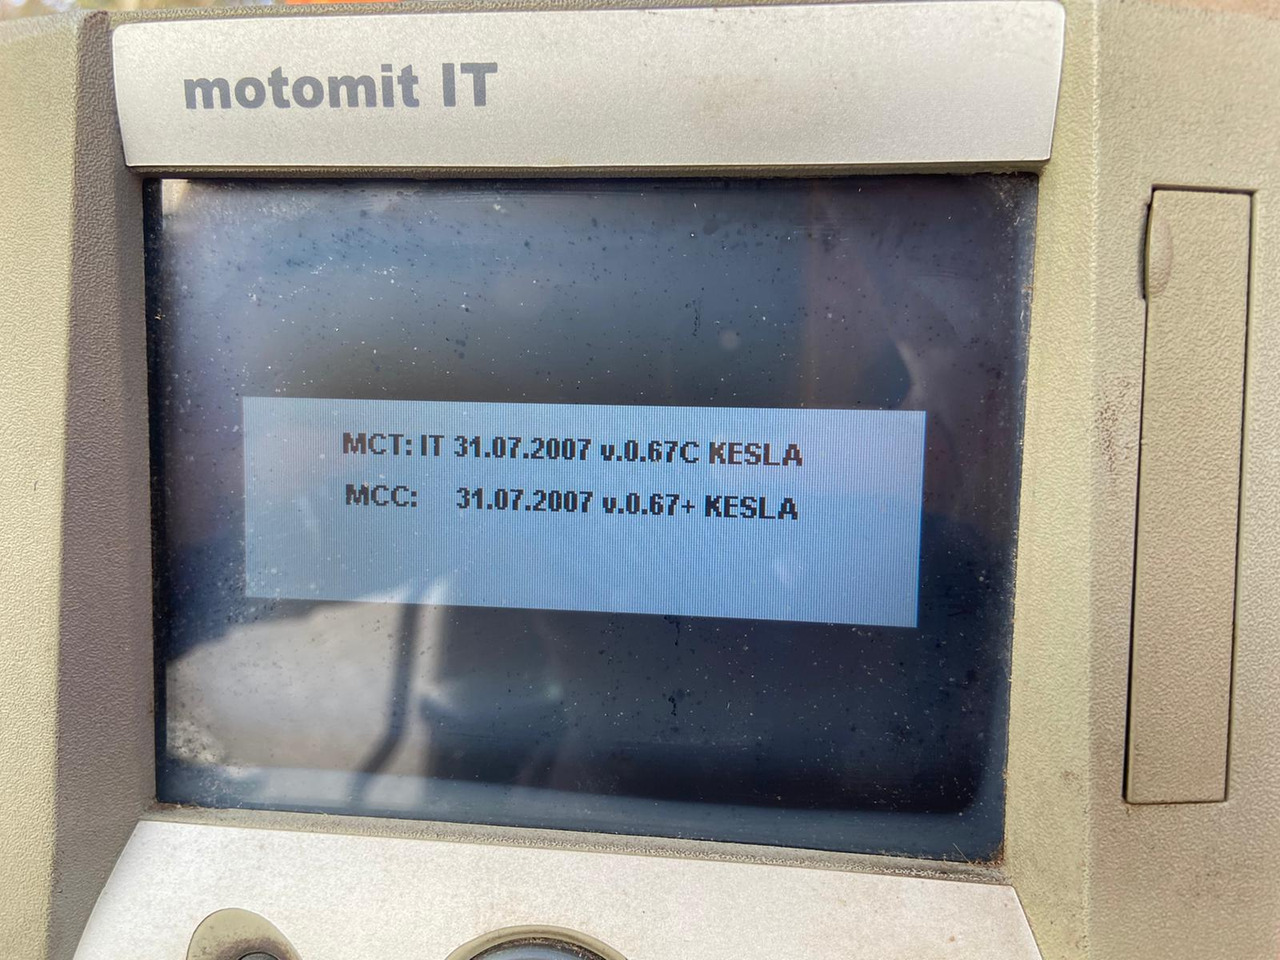 motomit IT
MCT: IT 31.07.2007 v.0.67C KESLA
MCC: 31.07.2007 v.0.67+ KESLA